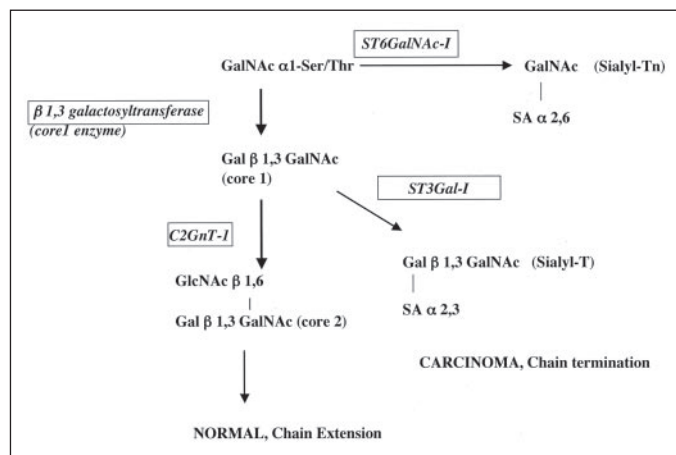 ST6GalNAc-I
GalNAc α1-Ser/Thr
GalNAc (Sialyl-Tn)
SA α 2,6
β 1,3 galactosyltransferase
(core1 enzyme)
Gal β 1,3 GalNAc
(core 1)
ST3Gal-I
C2GnT-1
GlcNAc β 1,6
Gal β 1,3 GalNAc (Sialyl-T)
SA α 2,3
Gal β 1,3 GalNAc (core 2)
CARCINOMA, Chain termination
NORMAL, Chain Extension